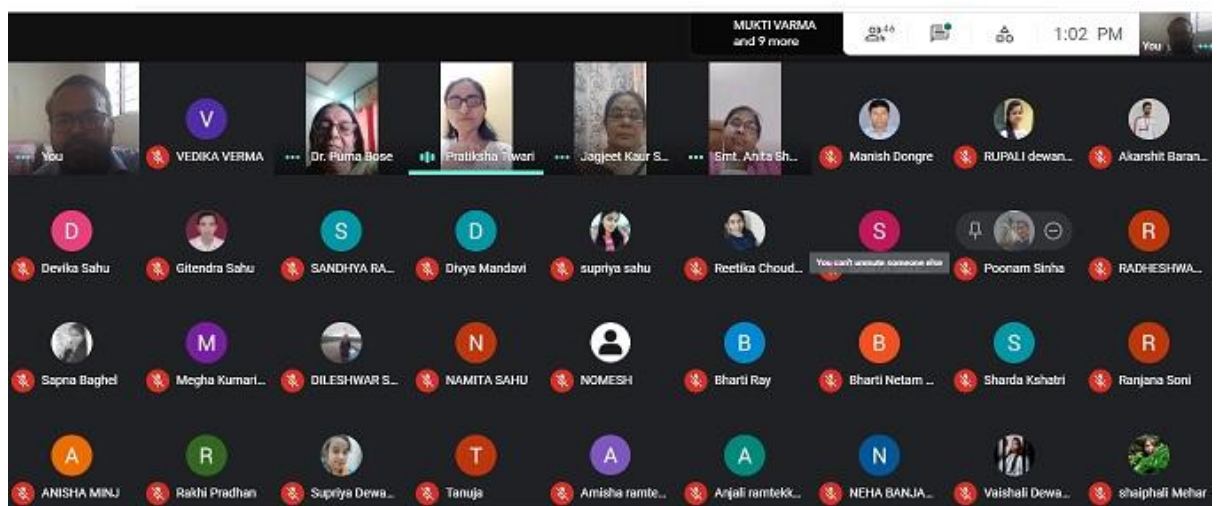 MUKTI VARMA
and 9 more
46
1:02 PM
You
You
V
VEDIKA VERMA
Dr. Purna Bose
Pratiksha Tiwari
Jagjeet Kaur S...
Smt. Anita Sh...
Manish Dongre
RUPALI dewan...
Akarshit Baran...
D
Devika Sahu
Gitendra Sahu
S
SANDHYA RA...
D
Divya Mandavi
supriya sahu
Reetika Choud...
S
You can't unmute someone else
Poonam Sinha
R
RADHESHWA...
Sapna Baghel
M
Megha Kumari...
DILESHWAR S...
N
NAMITA SAHU
NOMESH
B
Bharti Ray
B
Bharti Netam ...
S
Sharda Kshatri
R
Ranjana Soni
A
ANISHA MINJ
R
Rakhi Pradhan
Supriya Dewa...
T
Tanuja
A
Amisha ramte...
A
Anjali ramtekk...
N
NEHA BANJA...
Vaishali Dewa...
shaiphali Mehar